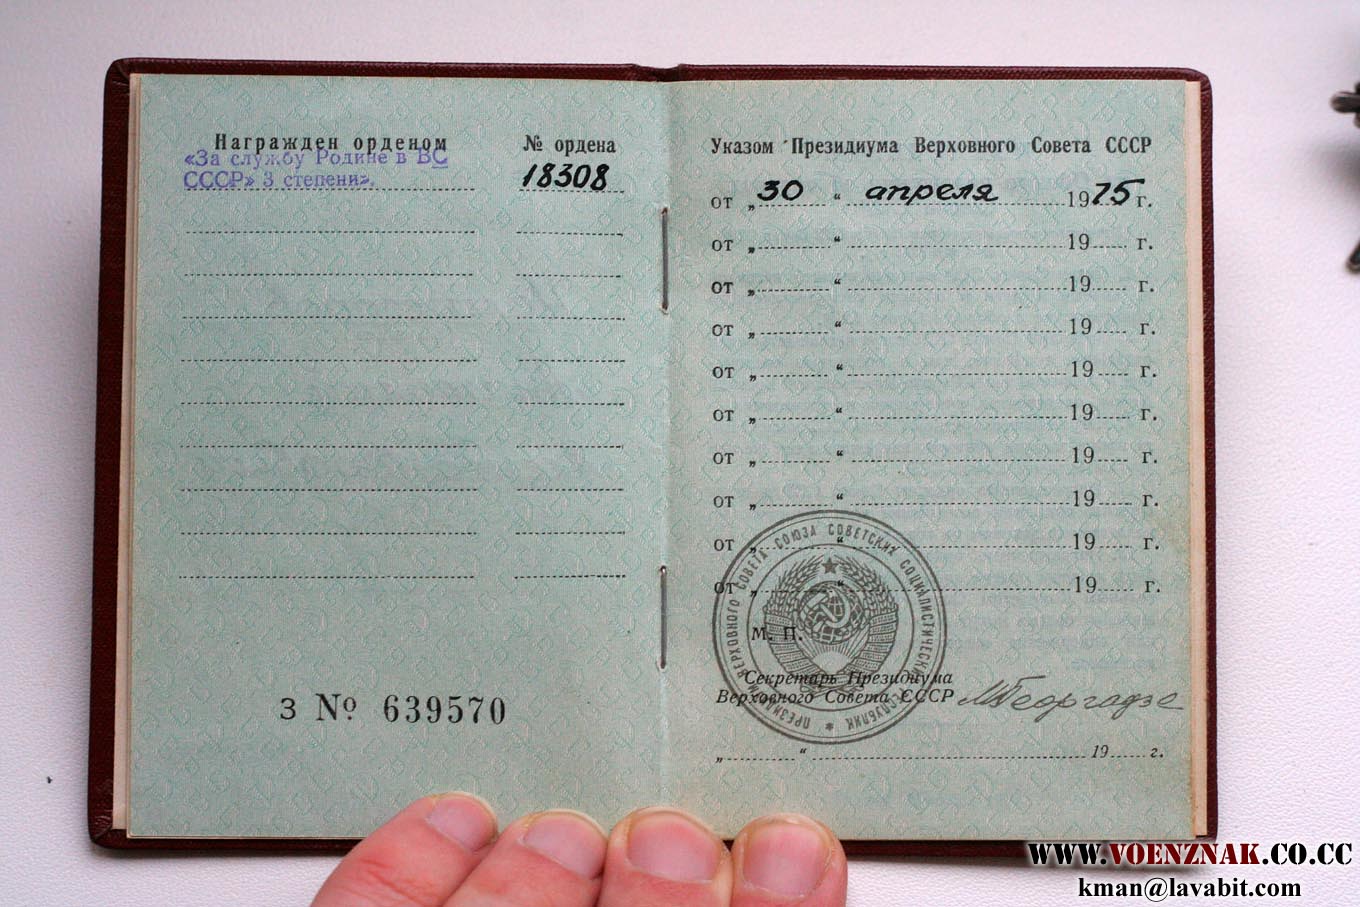 Награжден орденом
«За службу Родине в ВС
СССР» 3 степени».
№ ордена
18308
З № 639570
Указом Президиума Верховного Совета СССР
от „ 30 “ апреля 1975 г.
от „ “ 19 г.
от „ “ 19 г.
от „ “ 19 г.
от „ “ 19 г.
от „ “ 19 г.
от „ “ 19 г.
от „ “ 19 г.
от „ “ 19 г.
от „ “ 19 г.
М. П.
Секретарь Президиума
Верховного Совета СССР МГеоргадзе
„ “ 19 г.
ПРЕЗИДИУМ ВЕРХОВНОГО СОВЕТА СОЮЗА СОВЕТСКИХ СОЦИАЛИСТИЧЕСКИХ РЕСПУБЛИК *
WWW.VOENZNAK.CO.CC
kman@lavabit.com